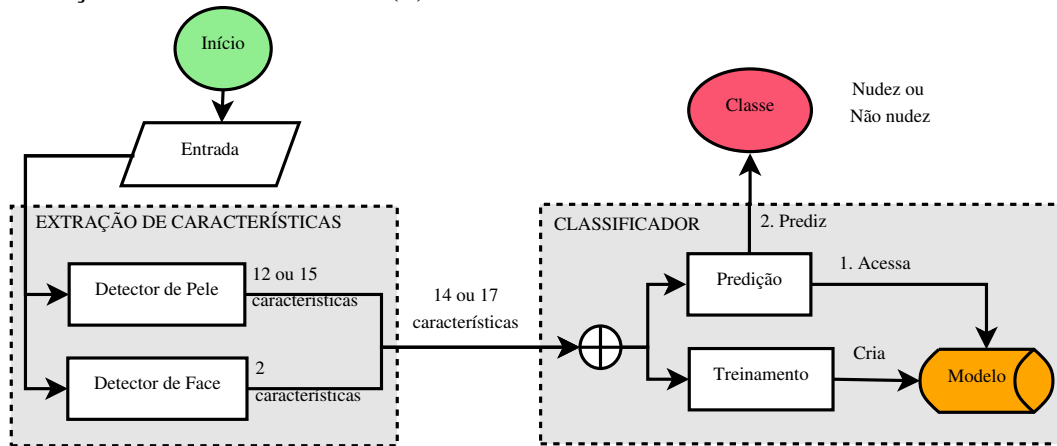 Início
Entrada
EXTRAÇÃO DE CARACTERÍSTICAS
Detector de Pele
12 ou 15
características
Detector de Face
2
características
14 ou 17
características
Classe
Nudez ou
Não nudez
CLASSIFICADOR
2. Prediz
Predição
1. Acessa
Treinamento
Cria
Modelo